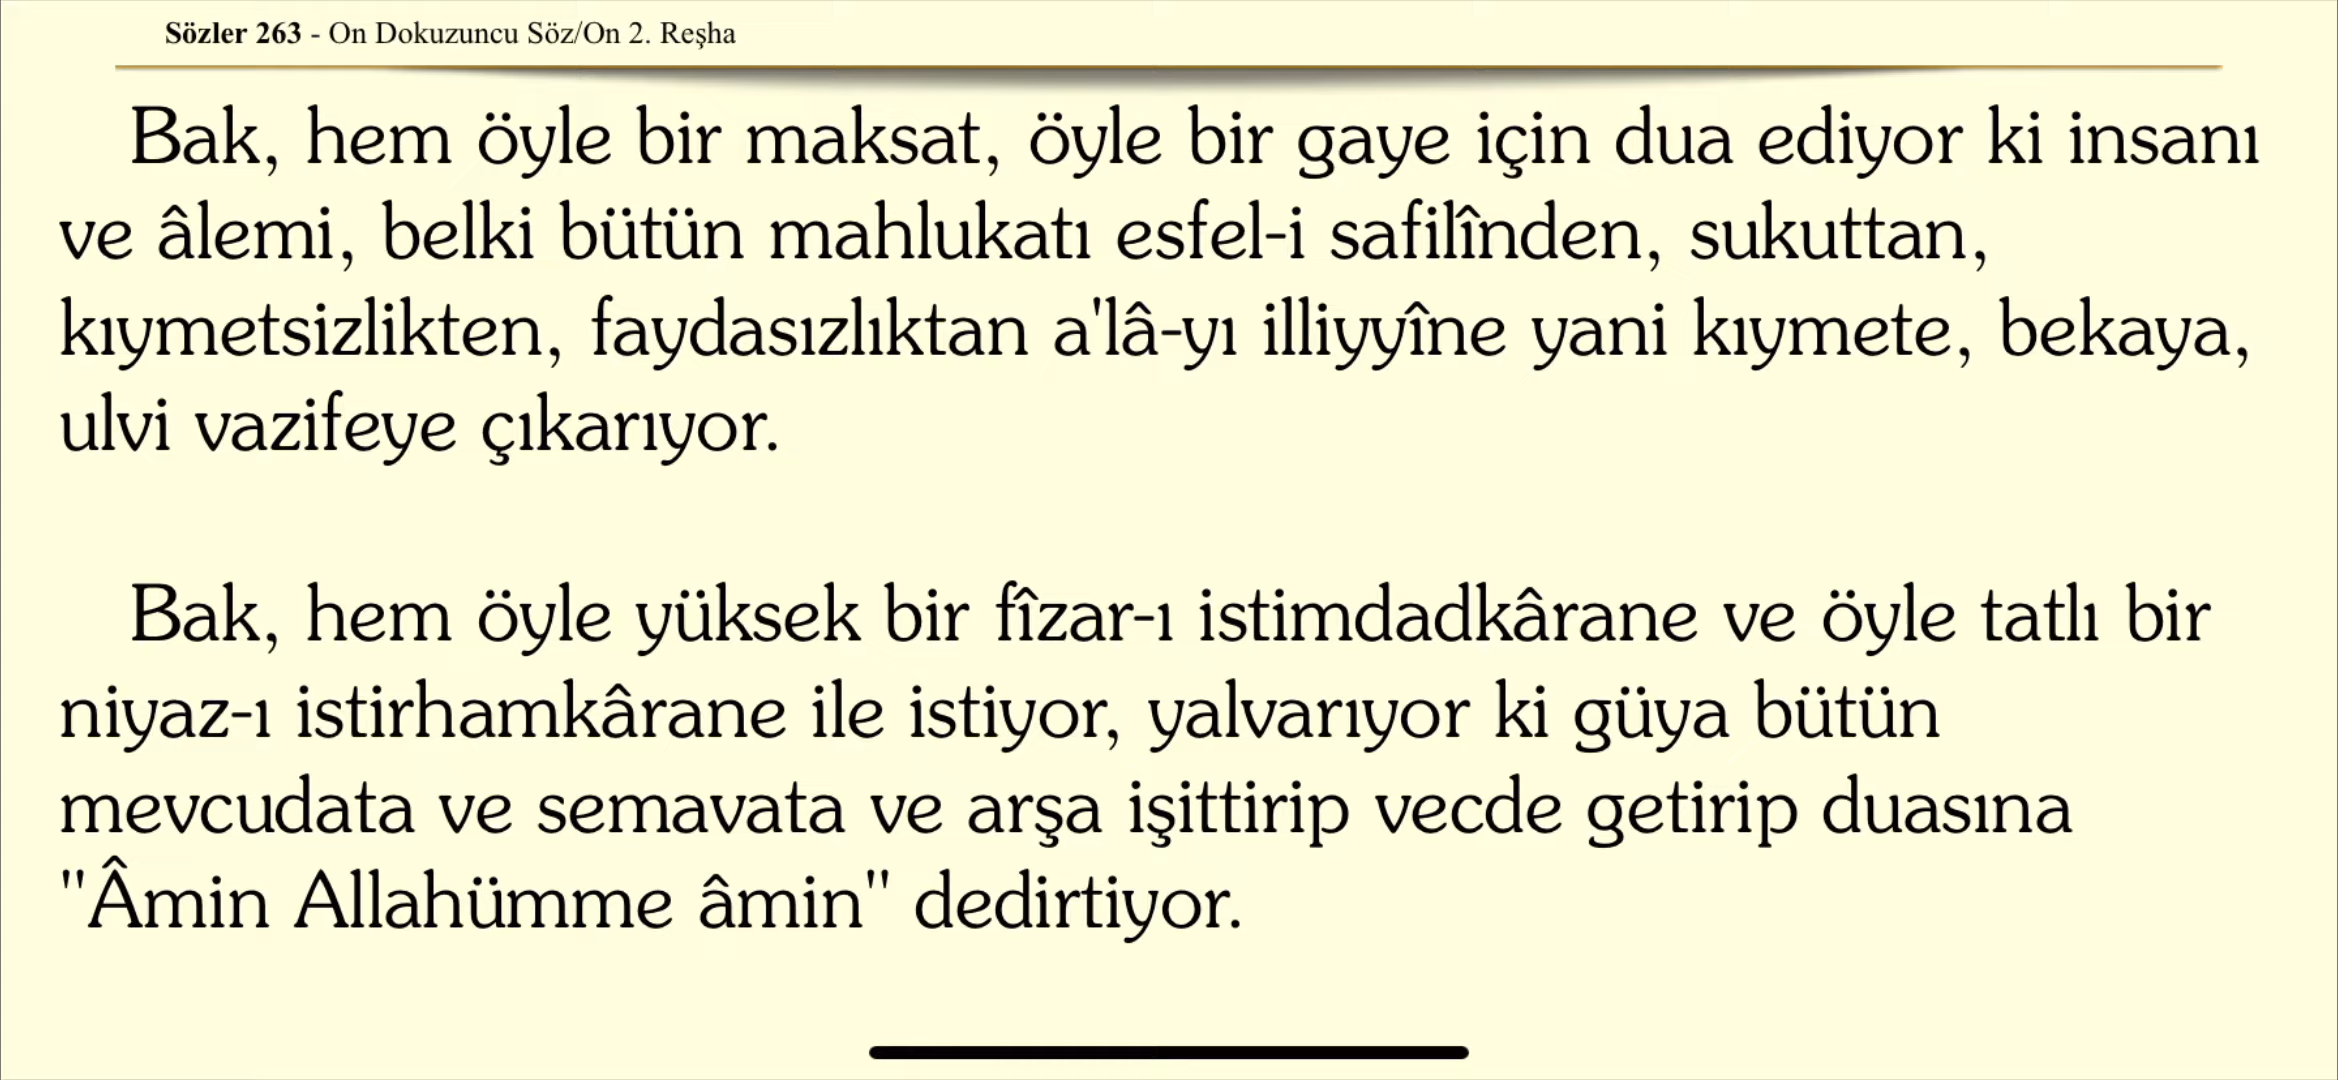 Sözler 263 - On Dokuzuncu Söz/On 2. Reşha
Bak, hem öyle bir maksat, öyle bir gaye için dua ediyor ki insanı
ve âlemi, belki bütün mahlukatı esfel-i safilînden, sukuttan,
kıymetsizlikten, faydasızlıktan a'lâ-yı illiyyîne yani kıymete, bekaya,
ulvi vazifeye çıkarıyor.
Bak, hem öyle yüksek bir fîzar-ı istimdadkârane ve öyle tatlı bir
niyaz-ı istirhamkârane ile istiyor, yalvarıyor ki güya bütün
mevcudata ve semavata ve arşa işittirip vecde getirip duasına
"Âmin Allahümme âmin" dedirtiyor.